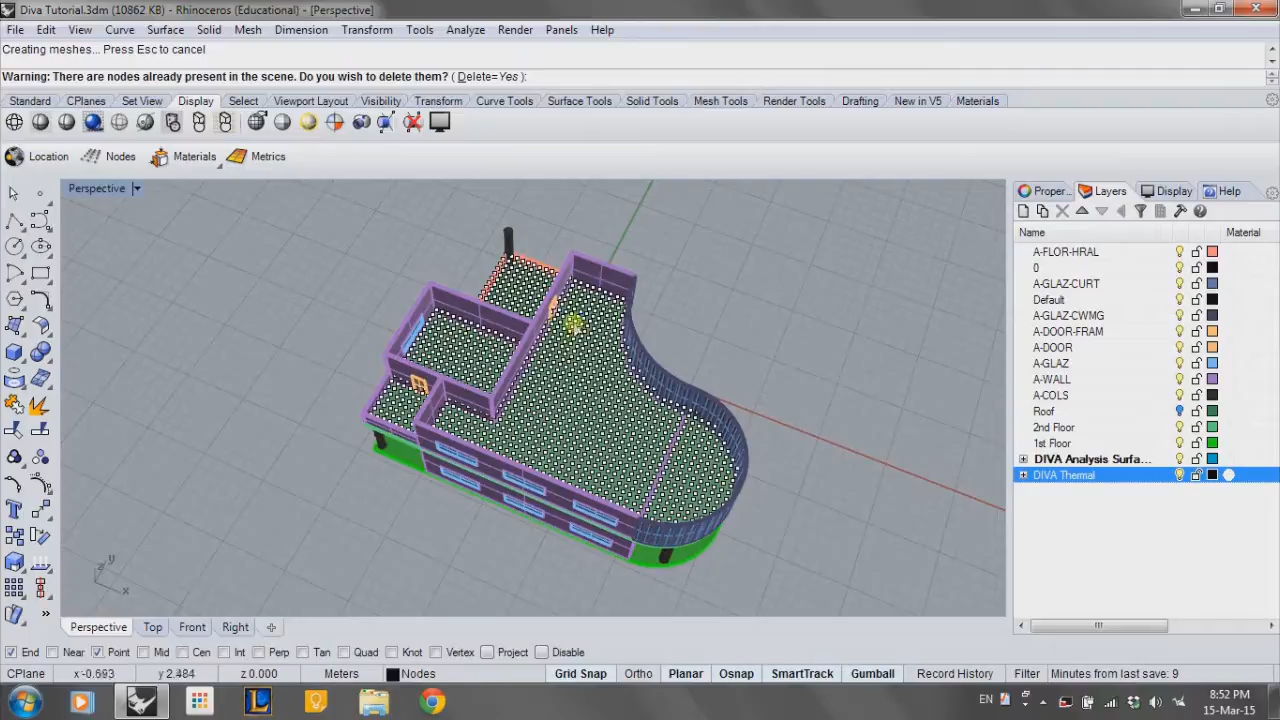 Diva Tutorial.3dm (10862 KB) - Rhinoceros (Educational) - [Perspective]
File Edit View Curve Surface Solid Mesh Dimension Transform Tools Analyze Render Panels Help
Creating meshes... Press Esc to cancel
Warning: There are nodes already present in the scene. Do you wish to delete them? ( Delete=Yes ):
Standard CPlanes Set View Display Select Viewport Layout Visibility Transform Curve Tools Surface Tools Solid Tools Mesh Tools Render Tools Drafting New in V5 Materials
Location Nodes Materials Metrics
Perspective
Proper... Layers Display Help
Name Material
A-FLOR-HRAL
0
A-GLAZ-CURT
Default
A-GLAZ-CWMG
A-DOOR-FRAM
A-DOOR
A-GLAZ
A-WALL
A-COLS
Roof
2nd Floor
1st Floor
DIVA Analysis Surfa...
DIVA Thermal
z y x
Perspective Top Front Right
End Near Point Mid Cen Int Perp Tan Quad Knot Vertex Project Disable
CPlane x -0.693 y 2.484 z 0.000 Meters Nodes Grid Snap Ortho Planar Osnap SmartTrack Gumball Record History Filter Minutes from last save: 9
EN 8:52 PM
15-Mar-15